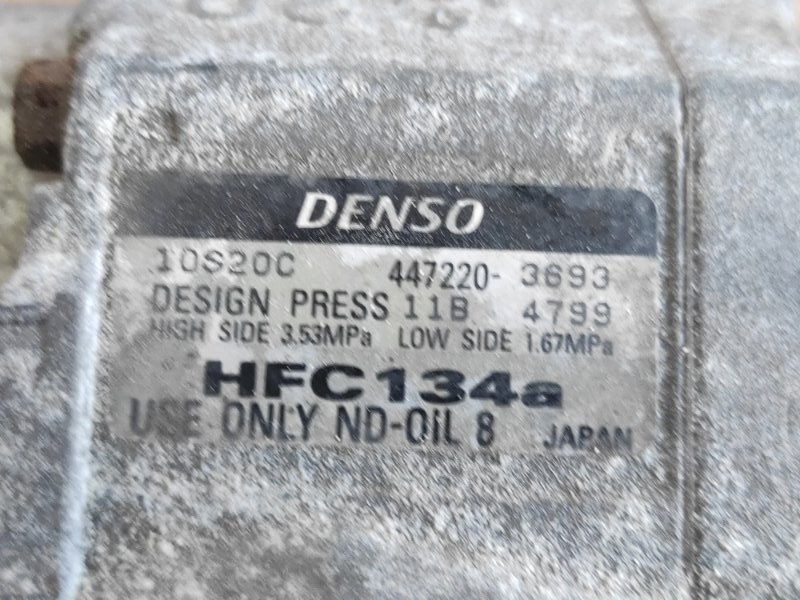 DENSO
10S20C 447220-3693
DESIGN PRESS 11B 4799
HIGH SIDE 3.53MPa LOW SIDE 1.67MPa
HFC134a
USE ONLY ND-OiL 8 JAPAN